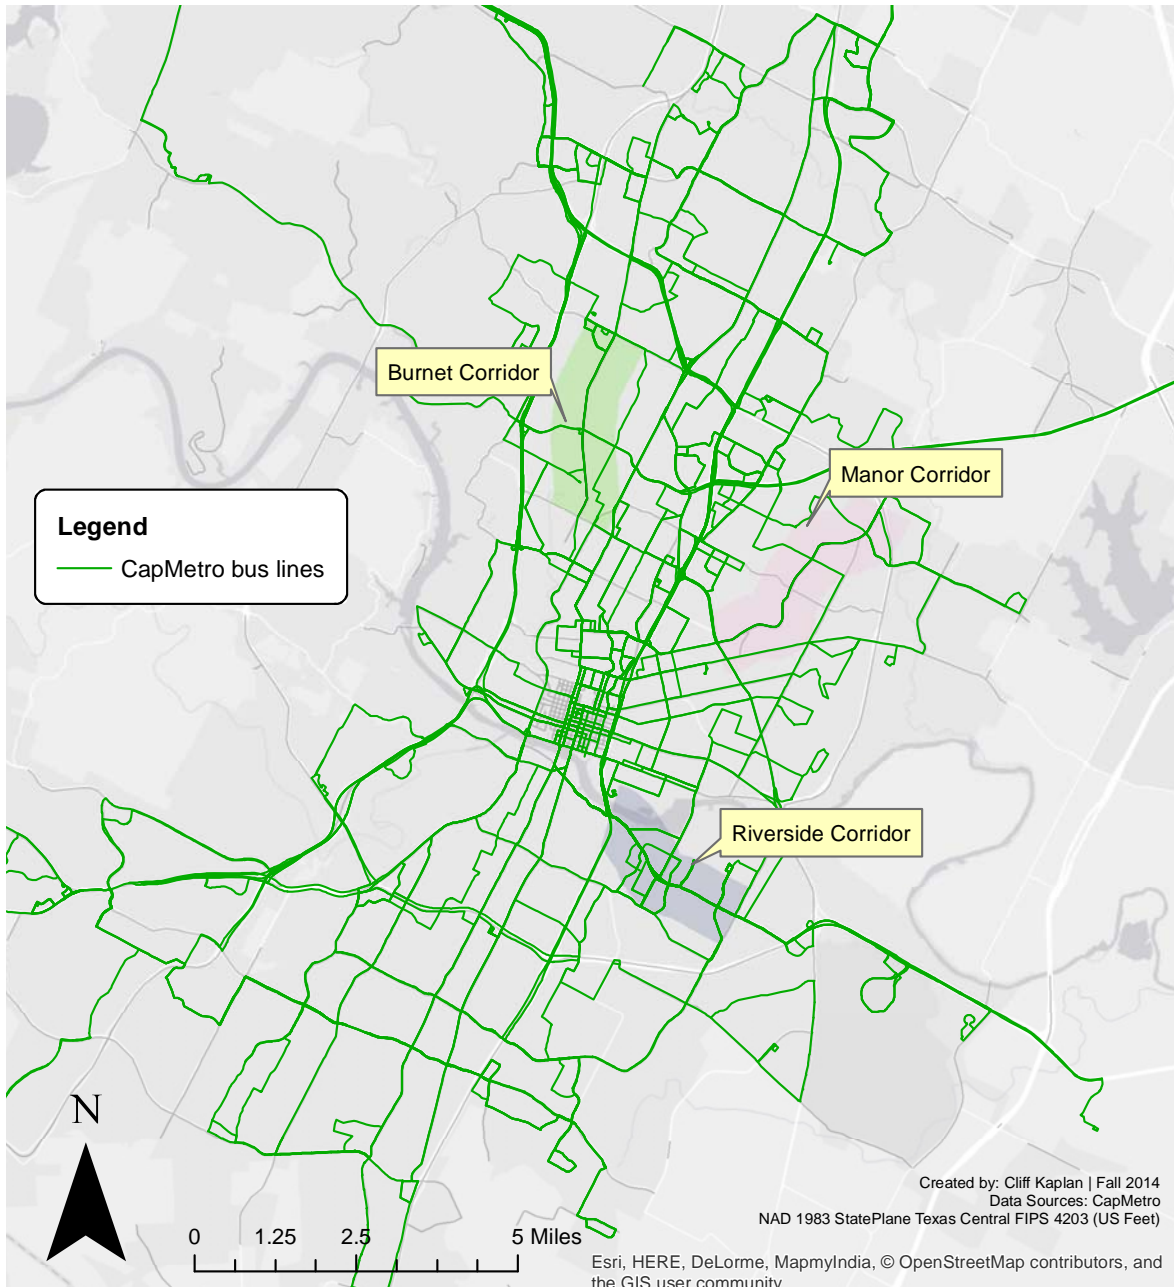 Burnet Corridor
Manor Corridor
Legend
CapMetro bus lines
Riverside Corridor
N
0 1.25 2.5 5 Miles
Created by: Cliff Kaplan | Fall 2014
Data Sources: CapMetro
NAD 1983 StatePlane Texas Central FIPS 4203 (US Feet)
Esri, HERE, DeLorme, MapmyIndia, © OpenStreetMap contributors, and
the GIS user community